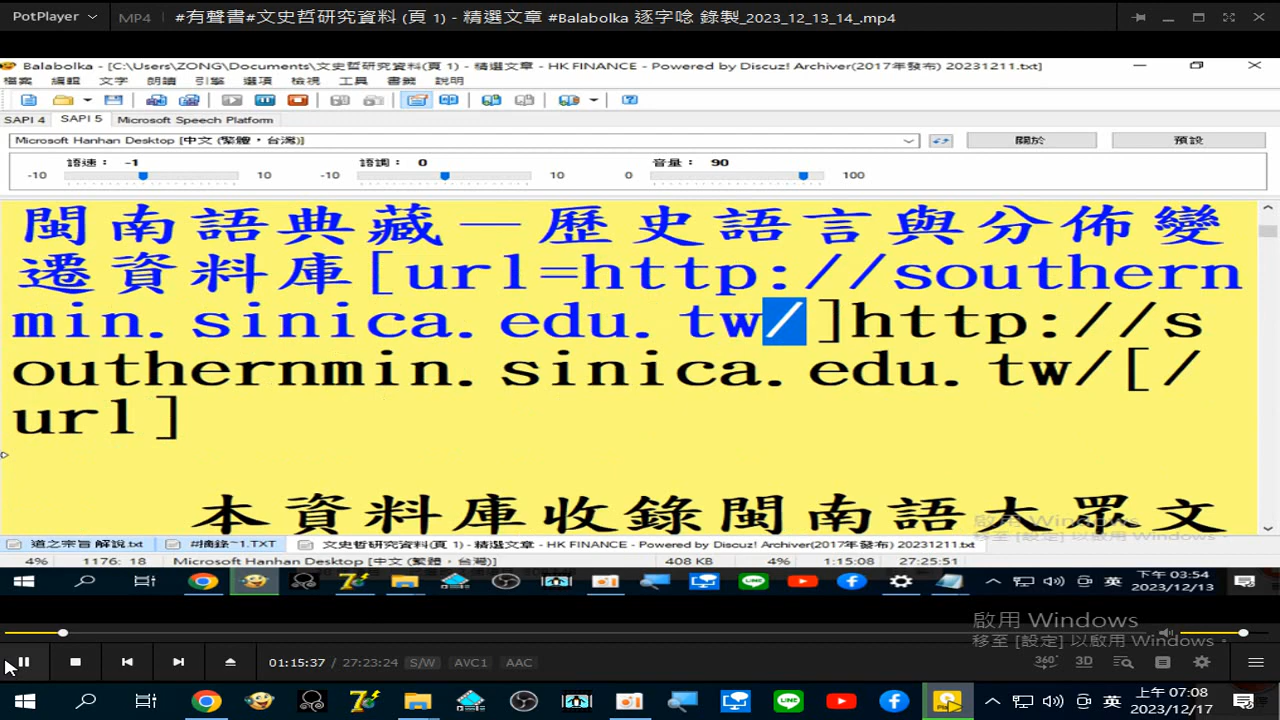 PotPlayer MP4 #有聲書#文史哲研究資料 (頁 1) - 精選文章 #Balabolka 逐字唸 錄製_2023_12_13_14_.mp4
Balabolka - [C:\Users\ZONG\Documents\文史哲研究資料(頁 1) - 精選文章 - HK FINANCE - Powered by Discuz! Archiver(2017年發布) 20231211.txt]
檔案 編輯 文字 朗讀 引擎 選項 檢視 工具 書籤 說明
SAPI 4 SAPI 5 Microsoft Speech Platform
Microsoft Hanhan Desktop [中文 (繁體，台灣)] 關於 預設
語速： -1 語調： 0 音量： 90
-10 10 -10 10 0 100
閩南語典藏－歷史語言與分佈變
遷資料庫[url=http://southern
min.sinica.edu.tw/]http://s
outhernmin.sinica.edu.tw/[/
url]
本資料庫收錄閩南語大眾文
啟用 Windows
移至 [設定] 以啟用 Windows。
道之宗旨 解說.txt #摘錄~1.TXT 文史哲研究資料(頁 1) - 精選文章 - HK FINANCE - Powered by Discuz! Archiver(2017年發布) 20231211.txt
49% 1176: 18 Microsoft Hanhan Desktop [中文 (繁體，台灣)] 408 KB 4% 1:15:08 27:25:51
英 下午 03:54
2023/12/13
啟用 Windows
移至 [設定] 以啟用 Windows。
01:15:37 / 27:23:24 S/W AVC1 AAC 360° 3D
英 上午 07:08
2023/12/17